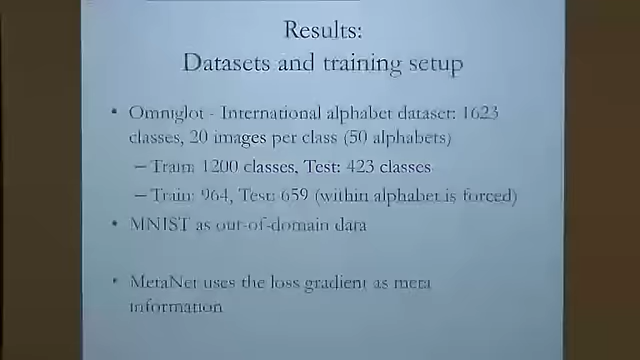 Results:
Datasets and training setup
• Omniglot - International alphabet dataset: 1623
classes, 20 images per class (50 alphabets)
– Train: 1200 classes, Test: 423 classes
– Train: 964, Test: 659 (within alphabet is forced)
• MNIST as out-of-domain data
• MetaNet uses the loss gradient as meta
information